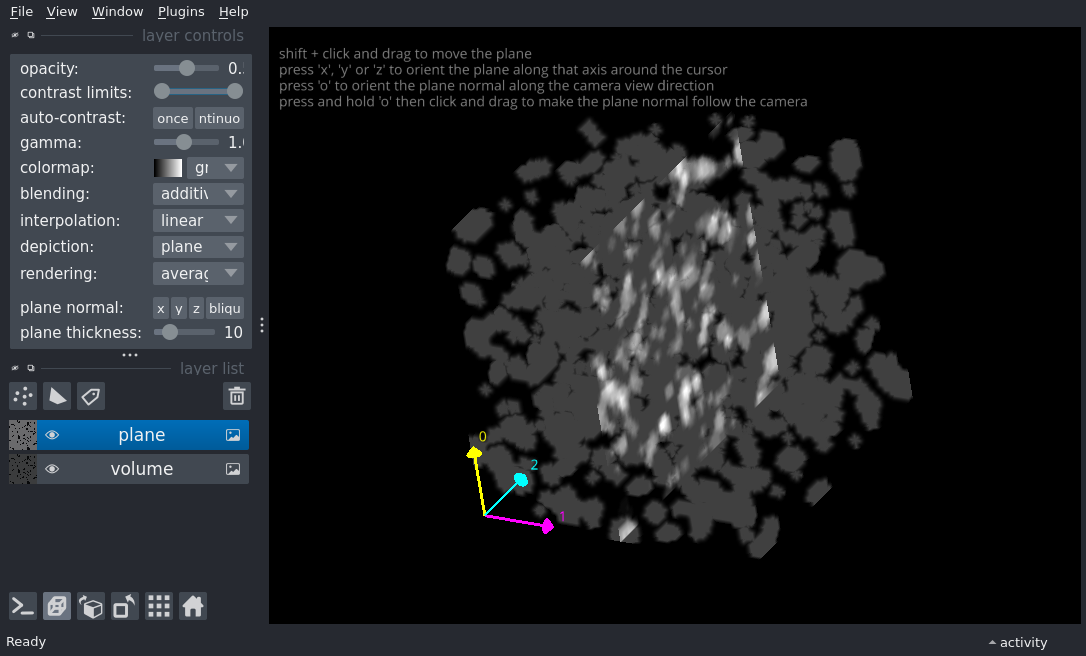 File View Window Plugins Help
layer controls
opacity: 0.
contrast limits:
auto-contrast: once ntinuo
gamma: 1.
colormap: gr
blending: additiv
interpolation: linear
depiction: plane
rendering: averag
plane normal: x y z bliqu
plane thickness: 10
layer list
plane
volume
shift + click and drag to move the plane
press 'x', 'y' or 'z' to orient the plane along that axis around the cursor
press 'o' to orient the plane normal along the camera view direction
press and hold 'o' then click and drag to make the plane normal follow the camera
0
2
1
Ready
activity